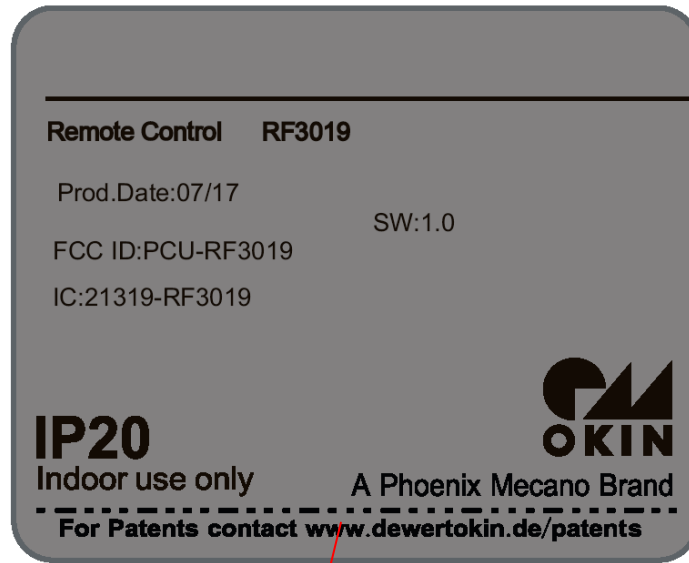 Remote Control RF3019
Prod.Date:07/17
SW:1.0
FCC ID:PCU-RF3019
IC:21319-RF3019
OKIN
IP20
Indoor use only
A Phoenix Mecano Brand
For Patents contact www.dewertokin.de/patents